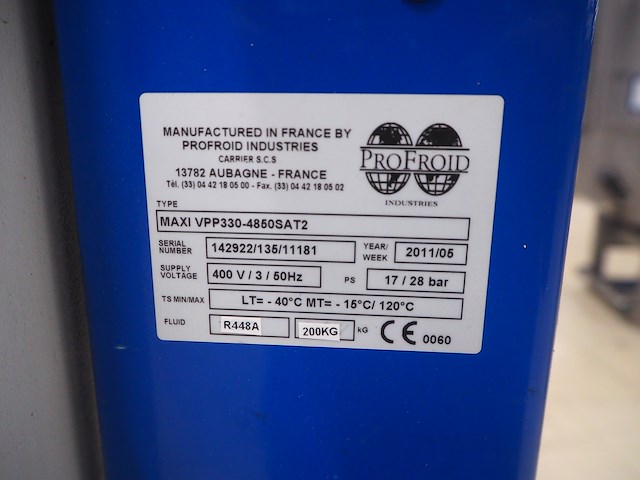 MANUFACTURED IN FRANCE BY
PROFROID INDUSTRIES
CARRIER S.C.S
13782 AUBAGNE - FRANCE
Tél. (33) 04 42 18 05 00 - Fax. (33) 04 42 18 05 02
PROFROID
INDUSTRIES
TYPE
MAXI VPP330-4850SAT2
SERIAL NUMBER 142922/135/11181 YEAR/ WEEK 2011/05
SUPPLY VOLTAGE 400 V / 3 / 50Hz PS 17 / 28 bar
TS MIN/MAX LT= - 40°C MT= - 15°C/ 120°C
FLUID R448A 200KG kG CE 0060